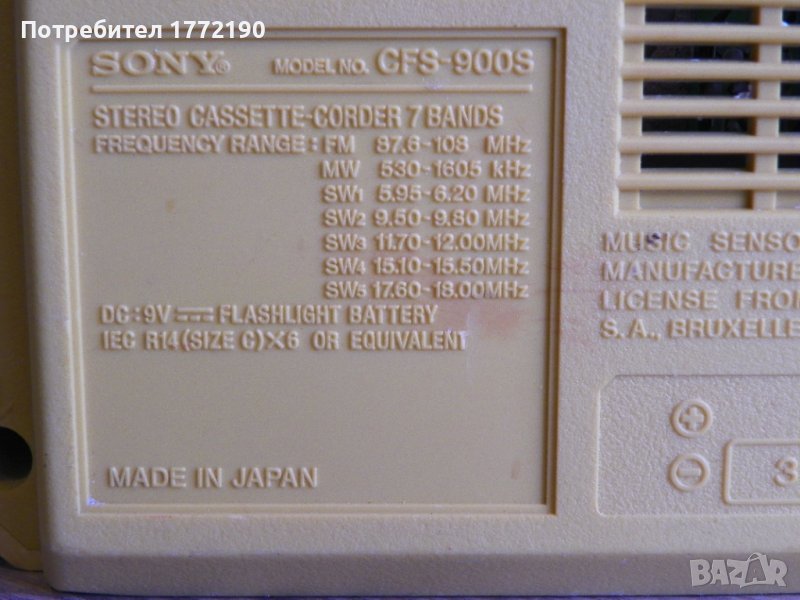 Потребител 1772190
SONY® MODEL NO. CFS-900S
STEREO CASSETTE-CORDER 7 BANDS
FREQUENCY RANGE: FM 87.6-108 MHz
MW 530-1605 kHz
SW1 5.95-6.20 MHz
SW2 9.50-9.80 MHz
SW3 11.70-12.00MHz
SW4 15.10-15.50MHz
SW5 17.60-18.00MHz
DC:9V⎓FLASHLIGHT BATTERY
IEC R14(SIZE C)×6 OR EQUIVALENT
MADE IN JAPAN
MUSIC SENSO
MANUFACTURE
LICENSE FROM
S. A., BRUXELLE
⊕
⊖ 3
BAZAR